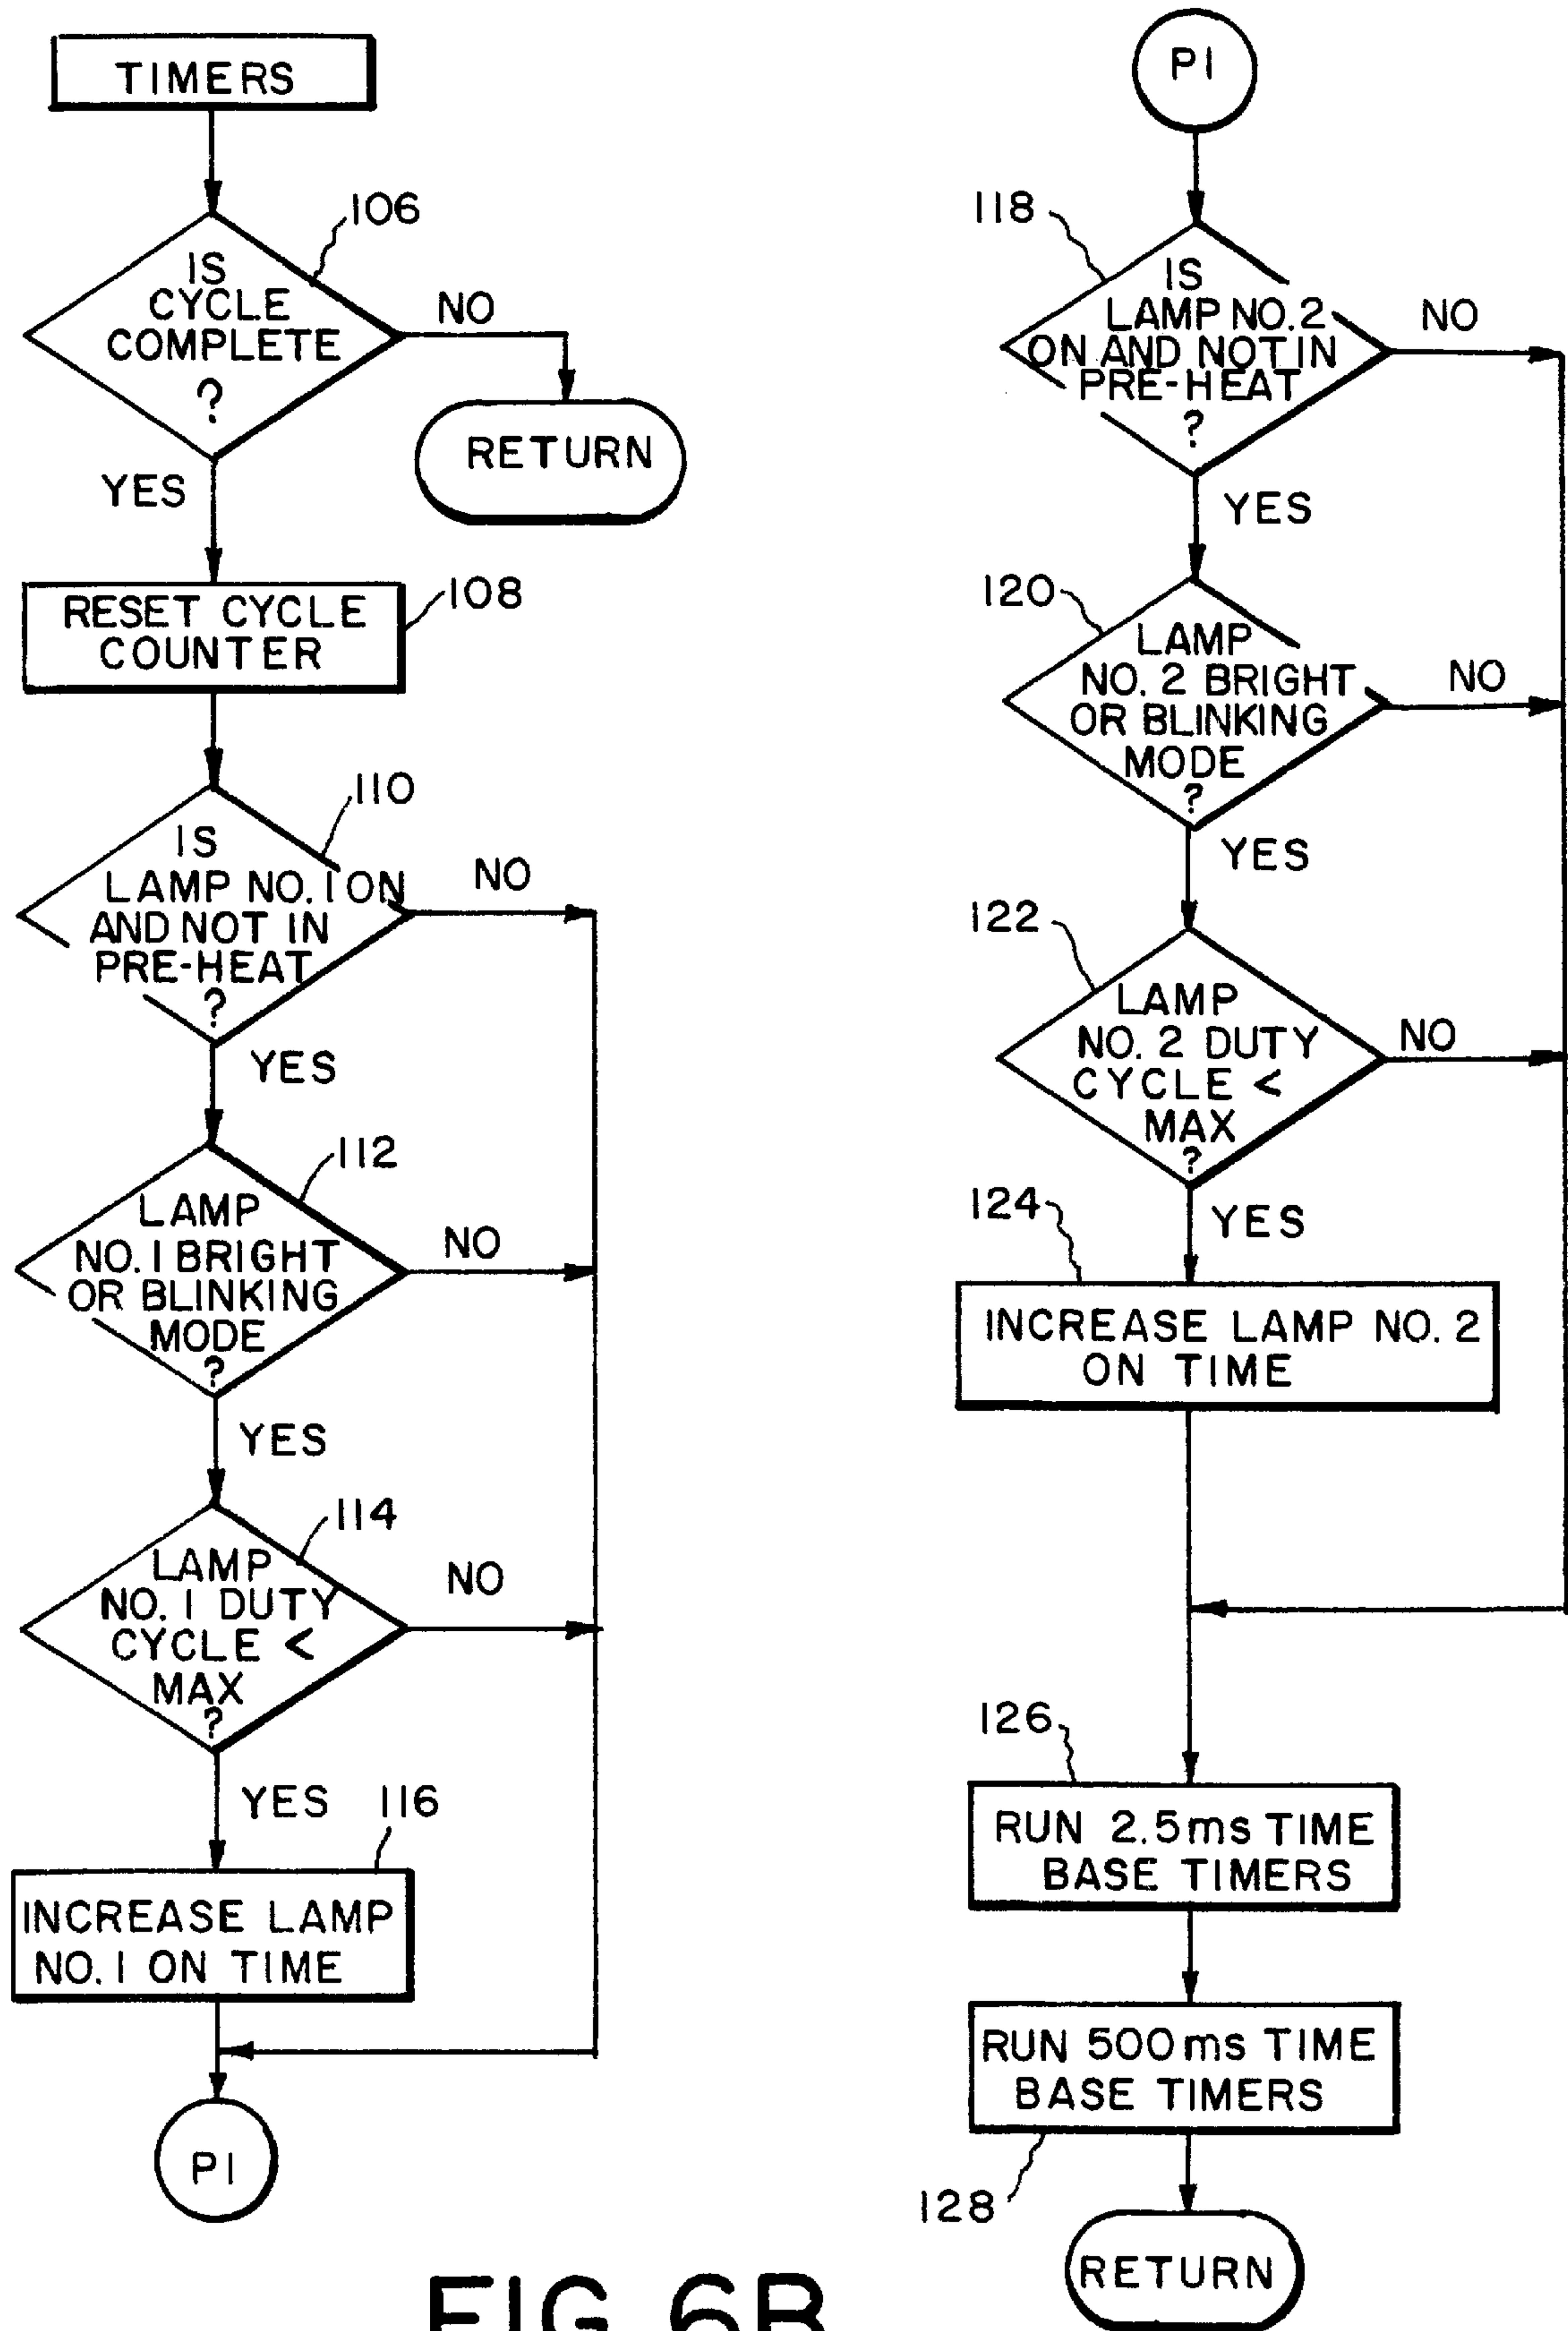 TIMERS
106
IS
CYCLE
COMPLETE
?
NO
RETURN
YES
RESET CYCLE
COUNTER
108
110
IS
LAMP NO. 1 ON
AND NOT IN
PRE-HEAT
?
NO
YES
112
LAMP
NO. 1 BRIGHT
OR BLINKING
MODE
?
NO
YES
114
LAMP
NO. 1 DUTY
CYCLE <
MAX
?
NO
YES
116
INCREASE LAMP
NO. 1 ON TIME
P1
P1
118
IS
LAMP NO. 2
ON AND NOT IN
PRE-HEAT
?
NO
YES
120
LAMP
NO. 2 BRIGHT
OR BLINKING
MODE
?
NO
YES
122
LAMP
NO. 2 DUTY
CYCLE <
MAX
?
NO
YES
124
INCREASE LAMP NO. 2
ON TIME
126
RUN 2.5ms TIME
BASE TIMERS
RUN 500ms TIME
BASE TIMERS
128
RETURN
FIG. 6B